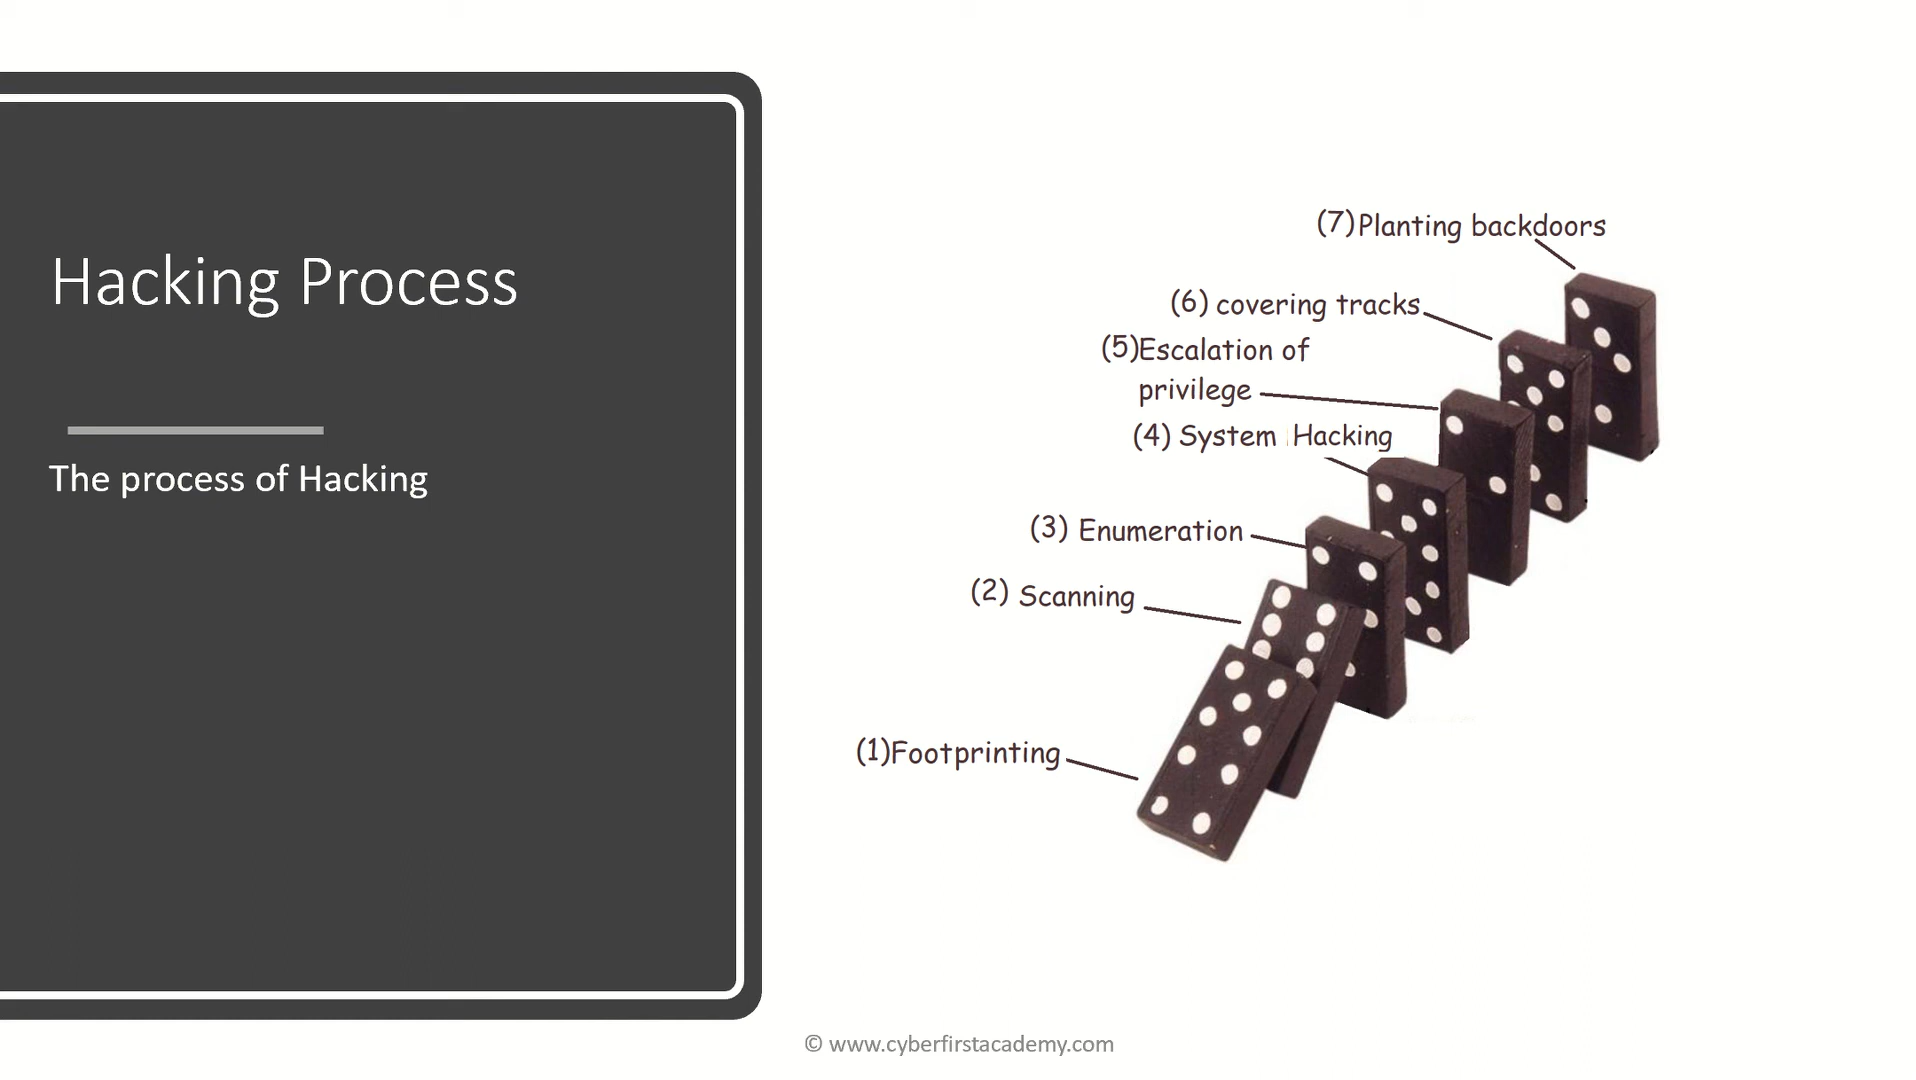 Hacking Process
The process of Hacking
(7)Planting backdoors
(6) covering tracks
(5)Escalation of
privilege
(4) System Hacking
(3) Enumeration
(2) Scanning
(1)Footprinting
© www.cyberfirstacademy.com